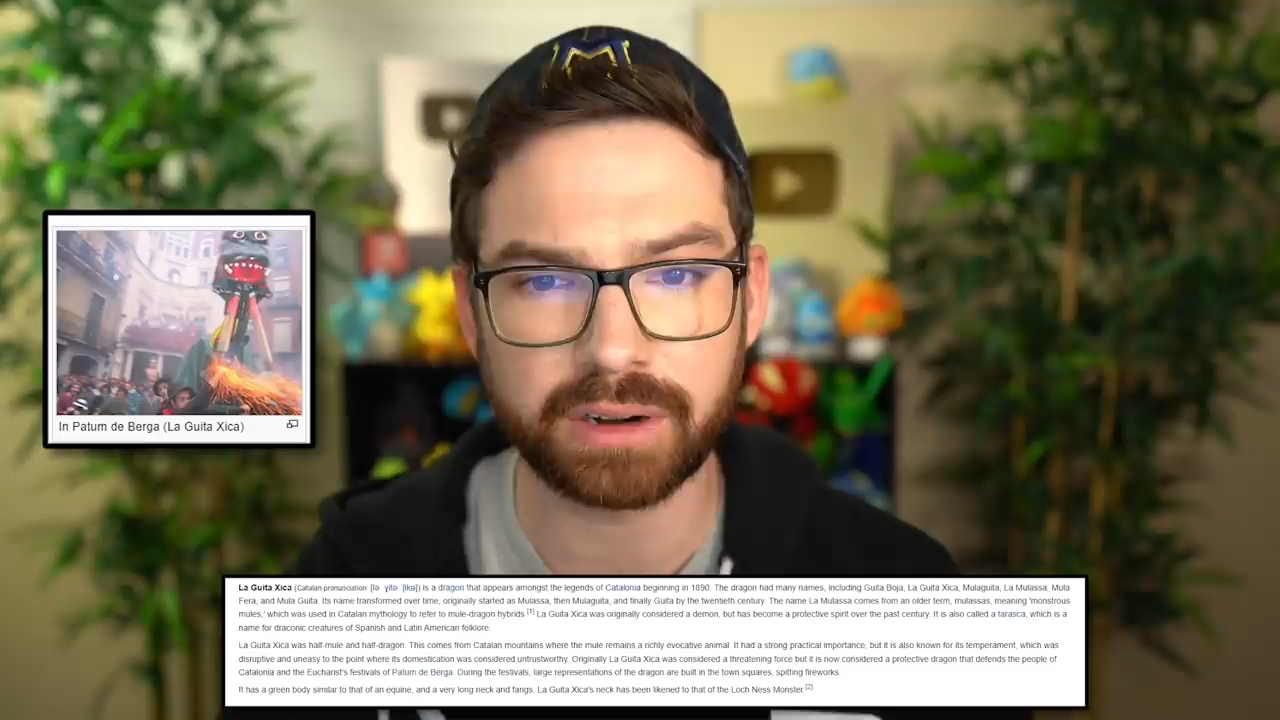 In Patum de Berga (La Guita Xica)
La Guita Xica (Catalan pronunciation: [lə ˈɣitə ˈʃikə]) is a dragon that appears amongst the legends of Catalonia beginning in 1890. The dragon had many names, including Guita Boja, La Guita Xica, Mulaguita, La Mulassa, Mula
Fera, and Mula Guita. Its name transformed over time, originally started as Mulassa, then Mulaguita, and finally Guita by the twentieth century. The name La Mulassa comes from an older term, mulassas, meaning 'monstrous
mules,' which was used in Catalan mythology to refer to mule-dragon hybrids.[1] La Guita Xica was originally considered a demon, but has become a protective spirit over the past century. It is also called a tarasca, which is a
name for draconic creatures of Spanish and Latin American folklore.
La Guita Xica was half-mule and half-dragon. This comes from Catalan mountains where the mule remains a richly evocative animal. It had a strong practical importance, but it is also known for its temperament, which was
disruptive and uneasy to the point where its domestication was considered untrustworthy. Originally La Guita Xica was considered a threatening force but it is now considered a protective dragon that defends the people of
Catalonia and the Eucharist's festivals of Patum de Berga. During the festivals, large representations of the dragon are built in the town squares, spitting fireworks.
It has a green body similar to that of an equine, and a very long neck and fangs. La Guita Xica's neck has been likened to that of the Loch Ness Monster.[2]